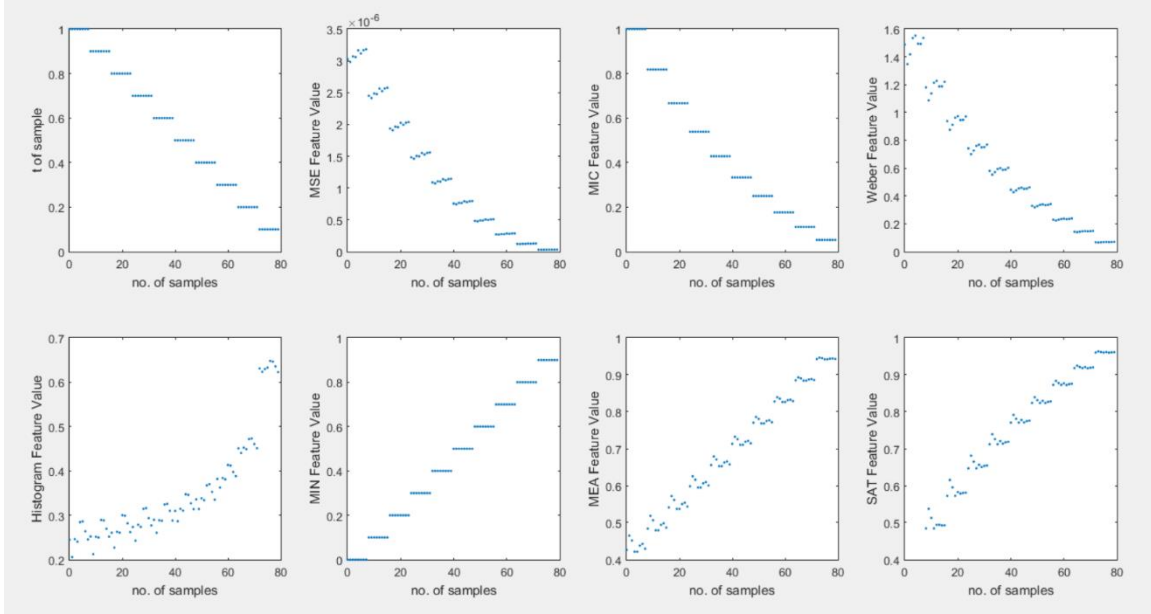 1
0.8
0.6
0.4
0.2
0
0 20 40 60 80
t of sample
no. of samples
×10-6
3.5
3
2.5
2
1.5
1
0.5
0
0 20 40 60 80
MSE Feature Value
no. of samples
1
0.8
0.6
0.4
0.2
0
0 20 40 60 80
MIC Feature Value
no. of samples
1.6
1.4
1.2
1
0.8
0.6
0.4
0.2
0
0 20 40 60 80
Weber Feature Value
no. of samples
0.7
0.6
0.5
0.4
0.3
0.2
0 20 40 60 80
Histogram Feature Value
no. of samples
1
0.8
0.6
0.4
0.2
0
0 20 40 60 80
MIN Feature Value
no. of samples
1
0.9
0.8
0.7
0.6
0.5
0.4
0 20 40 60 80
MEA Feature Value
no. of samples
1
0.9
0.8
0.7
0.6
0.5
0.4
0 20 40 60 80
SAT Feature Value
no. of samples